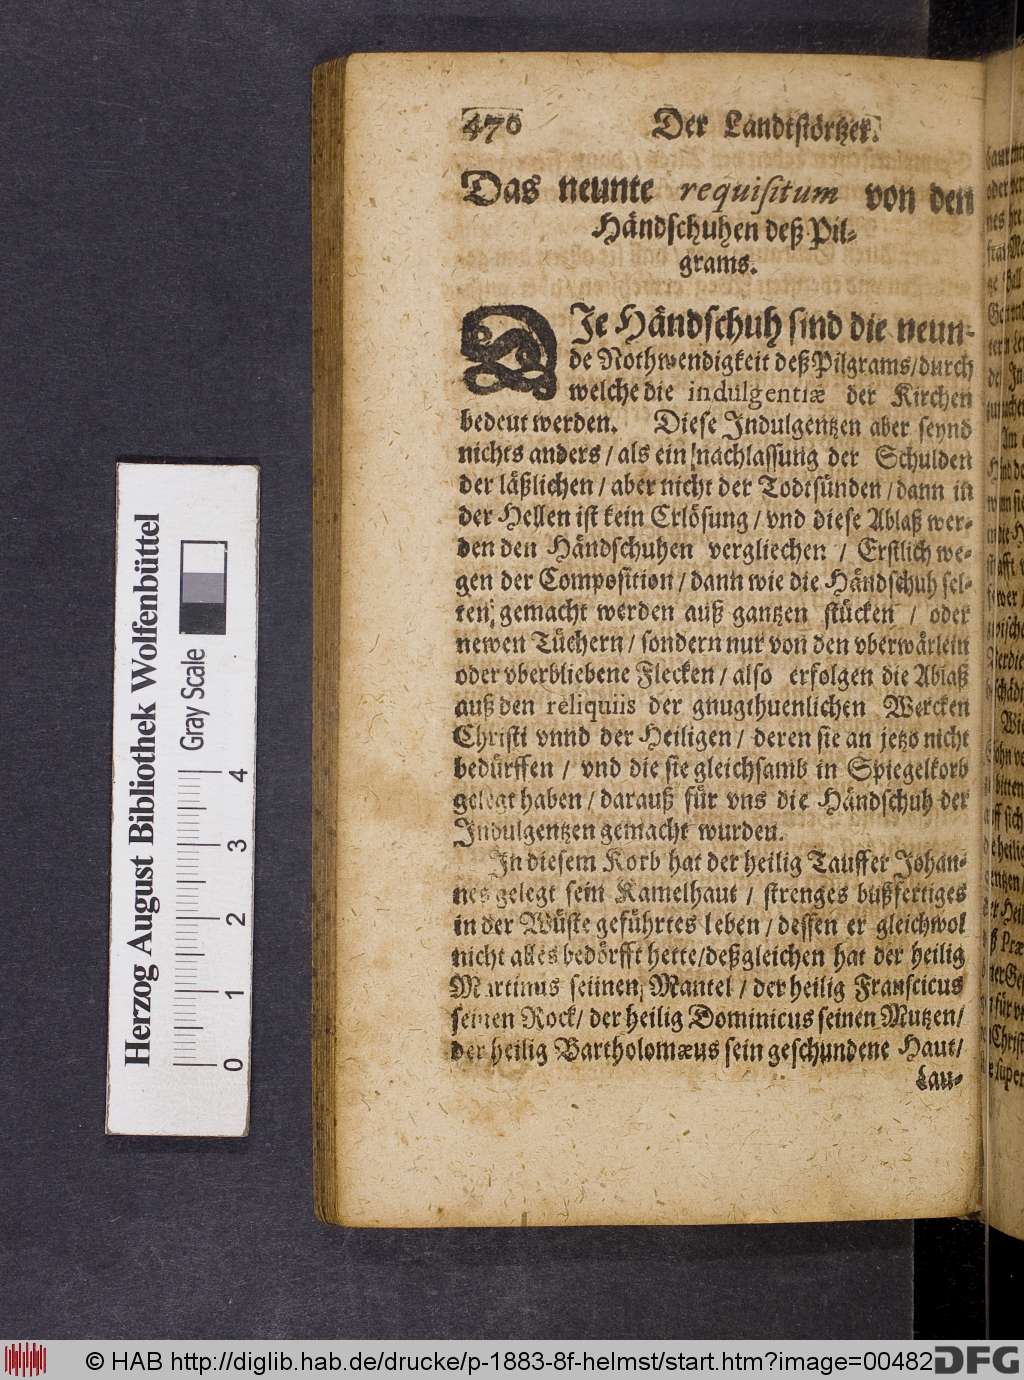 470 Der Landtstörtzer.
Das neunte requisitum von den
Händschuhen deß Pil-
grams.
DIe Händschuh sind die neun-
de Nothwendigkeit deß Pilgrams/durch
welche die indulgentiæ der Kirchen
bedeut werden. Diese Indulgentzen aber seynd
nichts anders / als ein nachlassung der Schulden
der läßlichen / aber nicht der Todtsünden / dann in
der Hellen ist kein Erlösung / vnd diese Ablaß wer-
den den Händschuhen vergliechen / Erstlich we-
gen der Composition / dann wie die Händschuh sel-
ten gemacht werden auß gantzen stücken / oder
newen Tüchern / sondern nur von den vberwärlein
oder vberbliebene Flecken / also erfolgen die Ablaß
auß den reliquiis der gnugthuenlichen Wercken
Christi vnnd der Heiligen / deren sie an jetzo nicht
bedürffen / vnd die sie gleichsamb in Spiegelkorb
gelegt haben / darauß für vns die Händschuh der
Indulgentzen gemacht wurden.
In diesem Korb hat der heilig Tauffer Johan-
nes gelegt sein Kamelhaut / strenges bußfertiges
in der Wüste geführtes leben / dessen er gleichwol
nicht alles bedörfft hette/deßgleichen hat der heilig
Martinus seiinen Mantel / der heilig Franscicus
seinen Rock/ der heilig Dominicus seinen Mutzen/
der heilig Bartholomæus sein geschundene Haut/
Lau-
Herzog August Bibliothek Wolfenbüttel
Gray Scale
0 1 2 3 4
© HAB http://diglib.hab.de/drucke/p-1883-8f-helmst/start.htm?image=00482
DFG